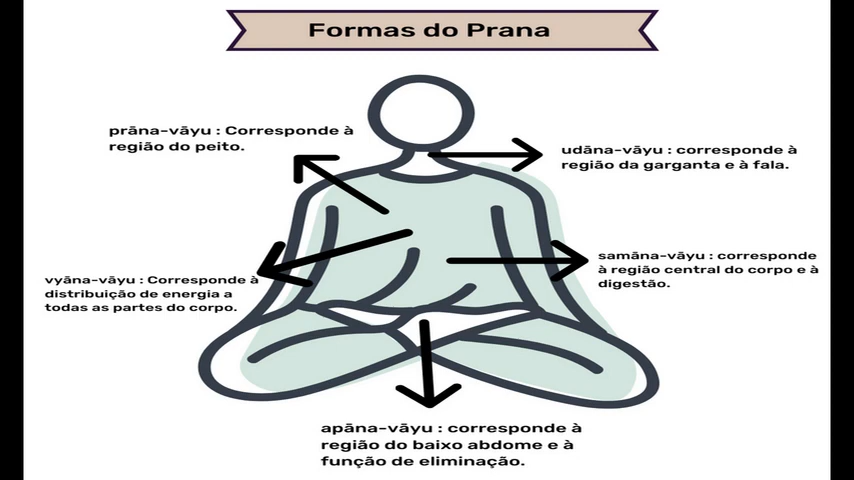 Formas do Prana
prāna-vāyu : Corresponde à
região do peito.
udāna-vāyu : corresponde à
região da garganta e à fala.
vyāna-vāyu : Corresponde à
distribuição de energia a
todas as partes do corpo.
samāna-vāyu : corresponde
à região central do corpo e à
digestão.
apāna-vāyu : corresponde à
região do baixo abdome e à
função de eliminação.